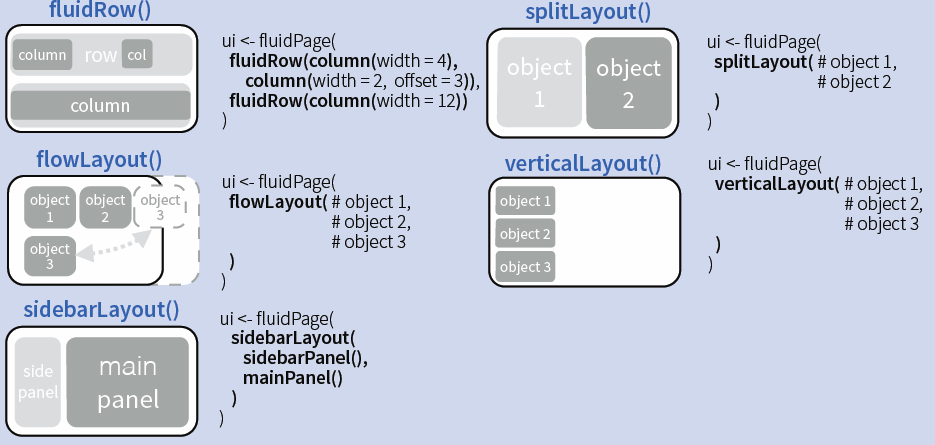 fluidRow()
column row col
column
ui <- fluidPage(
fluidRow(column(width = 4),
column(width = 2, offset = 3)),
fluidRow(column(width = 12))
)
flowLayout()
object
1
object
2
object
3
object
3
ui <- fluidPage(
flowLayout( # object 1,
# object 2,
# object 3
)
)
sidebarLayout()
side
panel
main
panel
ui <- fluidPage(
sidebarLayout(
sidebarPanel(),
mainPanel()
)
)
splitLayout()
object
1
object
2
ui <- fluidPage(
splitLayout( # object 1,
# object 2
)
)
verticalLayout()
object 1
object 2
object 3
ui <- fluidPage(
verticalLayout( # object 1,
# object 2,
# object 3
)
)